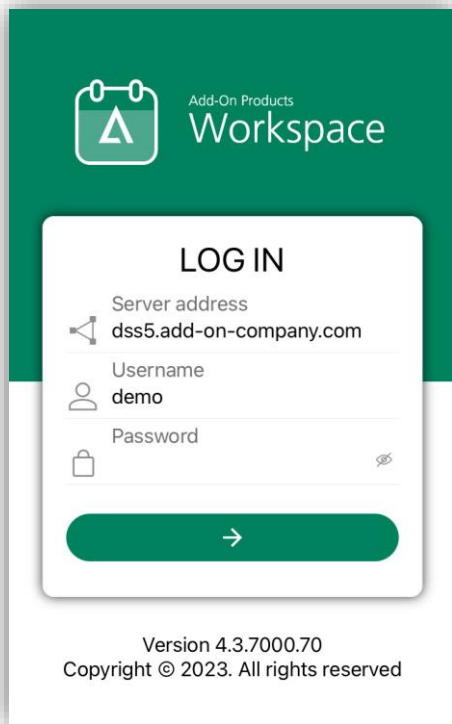 Add-On Products
Workspace
LOG IN
Server address
dss5.add-on-company.com
Username
demo
Password
Version 4.3.7000.70
Copyright © 2023. All rights reserved